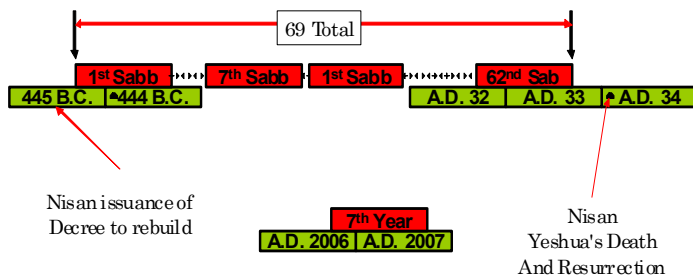 69 Total
1st Sabb 7th Sabb 1st Sabb 62nd Sab
445 B.C. 444 B.C. A.D. 32 A.D. 33 A.D. 34
Nisan issuance of
Decree to rebuild
7th Year
A.D. 2006 A.D. 2007
Nisan
Yeshua's Death
And Resurrection